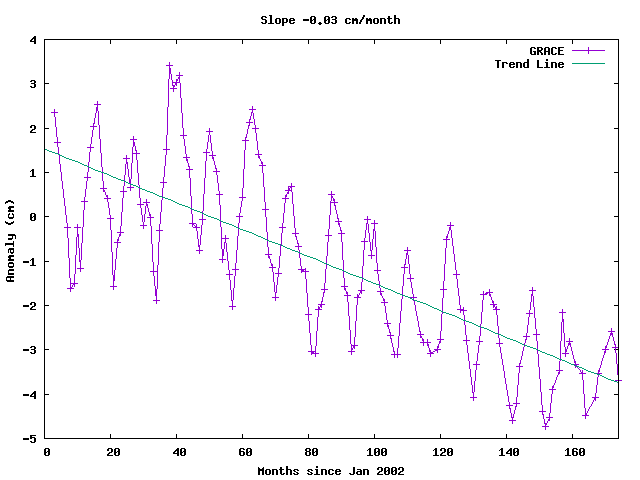 Slope -0.03 cm/month
4
GRACE
Trend Line
3
2
1
0
-1
-2
-3
-4
-5
Anomaly (cm)
0 20 40 60 80 100 120 140 160
Months since Jan 2002